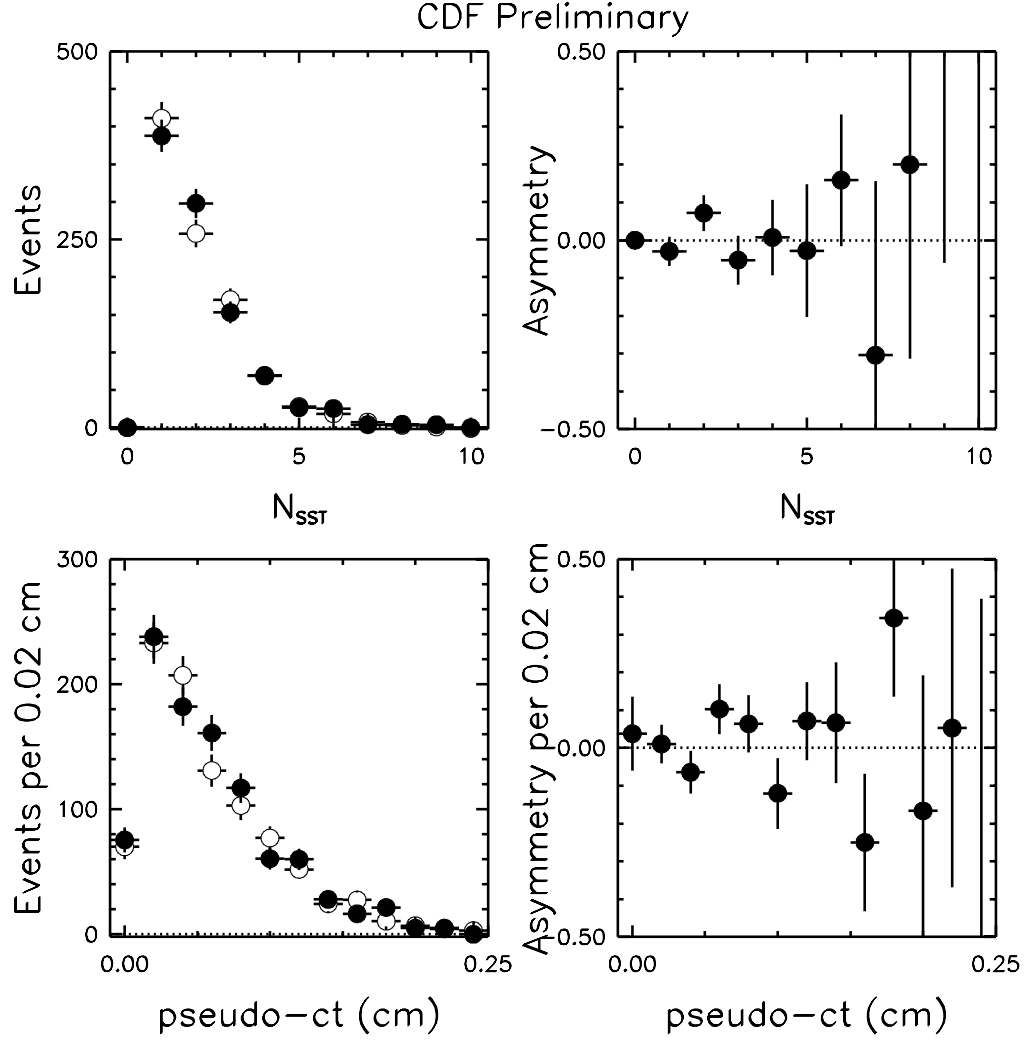 CDF Preliminary
500
250
0
Events
0 5 10
N_SST
0.50
0.00
-0.50
Asymmetry
0 5 10
N_SST
300
200
100
0
Events per 0.02 cm
0.00 0.25
pseudo-ct (cm)
0.50
0.00
-0.50
Asymmetry per 0.02 cm
0.00 0.25
pseudo-ct (cm)